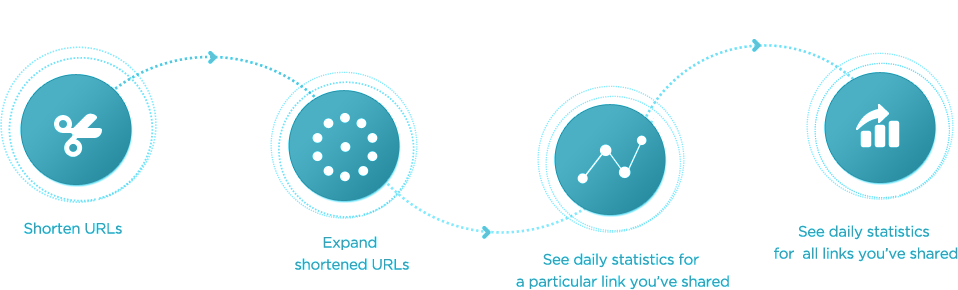 Shorten URLs
Expand
shortened URLs
See daily statistics for
a particular link you've shared
See daily statistics
for  all links you've shared